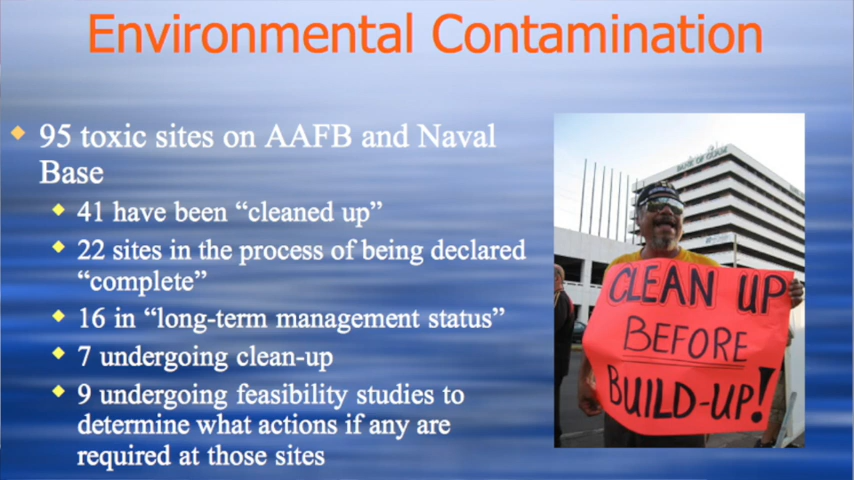 Environmental Contamination
95 toxic sites on AAFB and Naval
Base
41 have been “cleaned up”
22 sites in the process of being declared
“complete”
16 in “long-term management status”
7 undergoing clean-up
9 undergoing feasibility studies to
determine what actions if any are
required at those sites
BANK OF GUAM
CLEAN UP
BEFORE
BUILD-UP!